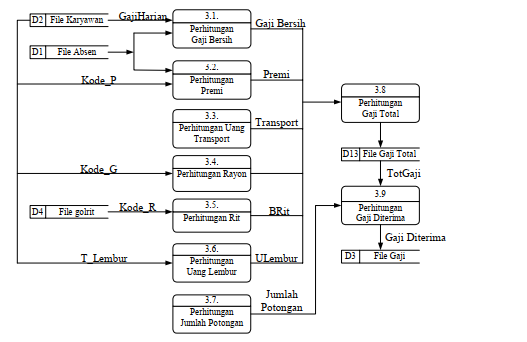 D2 File Karyawan
GajiHarian
3.1.
Perhitungan
Gaji Bersih
Gaji Bersih
D1 File Absen
Kode_P
3.2.
Perhitungan
Premi
Premi
3.3.
Perhitungan Uang
Transport
Transport
Kode_G
3.4.
Perhitungan Rayon
D4 File golrit
Kode_R
3.5.
Perhitungan Rit
BRit
T_Lembur
3.6.
Perhitungan
Uang Lembur
ULembur
3.7.
Perhitungan
Jumlah Potongan
Jumlah
Potongan
3.8
Perhitungan
Gaji Total
D13 File Gaji Total
TotGaji
3.9
Perhitungan
Gaji Diterima
Gaji Diterima
D3 File Gaji